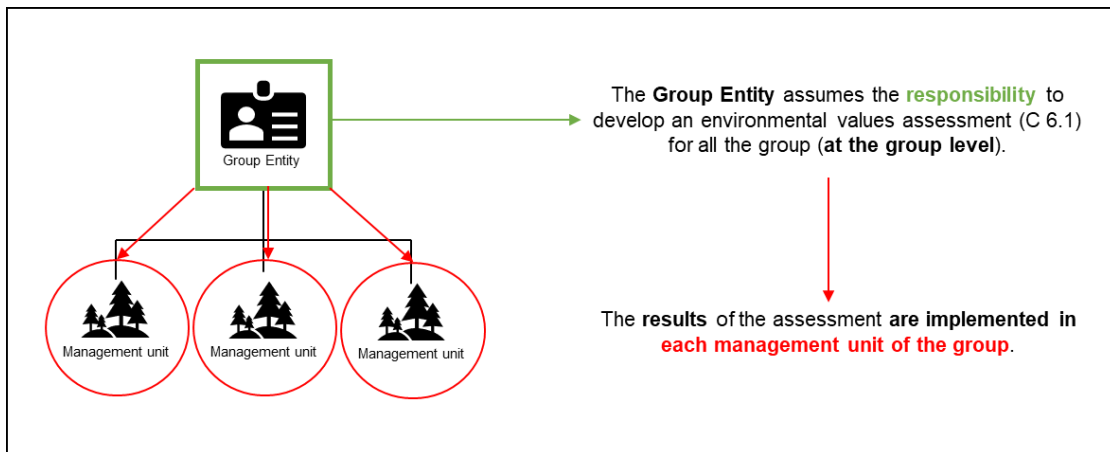 Group Entity
The Group Entity assumes the responsibility to
develop an environmental values assessment (C 6.1)
for all the group (at the group level).
Management unit
Management unit
Management unit
The results of the assessment are implemented in
each management unit of the group.